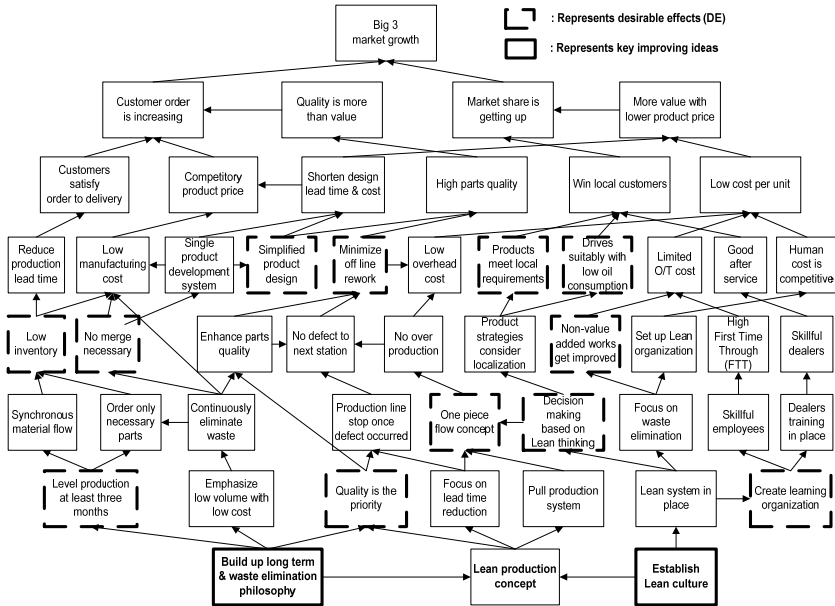 Big 3
market growth
: Represents desirable effects (DE)
: Represents key improving ideas
Customer order
is increasing
Quality is more
than value
Market share is
getting up
More value with
lower product price
Customers
satisfy
order to delivery
Competitory
product price
Shorten design
lead time & cost
High parts quality
Win local customers
Low cost per unit
Reduce
production
lead time
Low
manufacturing
cost
Single
product
development
system
Simplified
product
design
Minimize
off line
rework
Low
overhead
cost
Products
meet local
requirements
Drives
suitably with
low oil
consumption
Limited
O/T cost
Good
after
service
Human
cost is
competitive
Low
inventory
No merge
necessary
Enhance parts
quality
No defect to
next station
No over
production
Product
strategies
consider
localization
Non-value
added works
get improved
Set up Lean
organization
High
First Time
Through
(FTT)
Skillful
dealers
Synchronous
material flow
Order only
necessary
parts
Continuously
eliminate
waste
Production line
stop once
defect occurred
One piece
flow concept
Decision
making
based on
Lean thinking
Focus on
waste
elimination
Skillful
employees
Dealers
training
in place
Level production
at least three
months
Emphasize
low volume with
low cost
Quality is the
priority
Focus on
lead time
reduction
Pull production
system
Lean system in
place
Create learning
organization
Build up long term
& waste elimination
philosophy
Lean production
concept
Establish
Lean culture